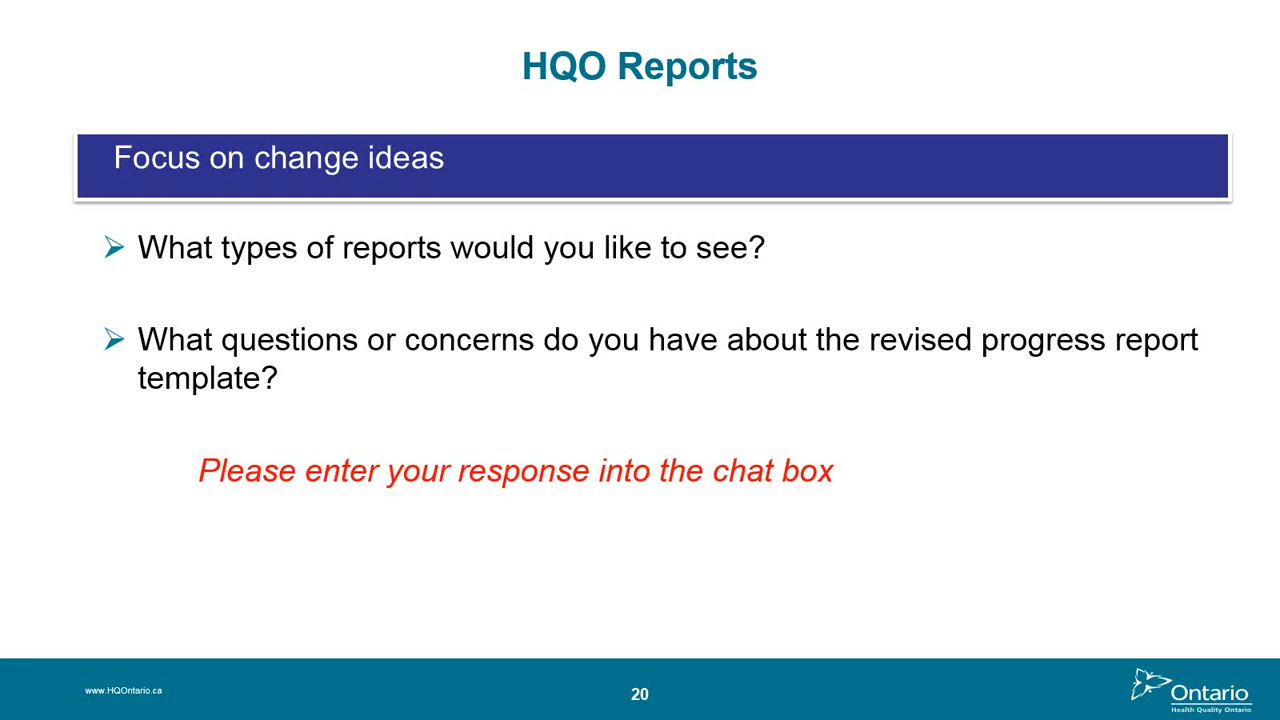 HQO Reports
Focus on change ideas
What types of reports would you like to see?
What questions or concerns do you have about the revised progress report
template?
Please enter your response into the chat box
www.HQOntario.ca
20
Ontario
Health Quality Ontario